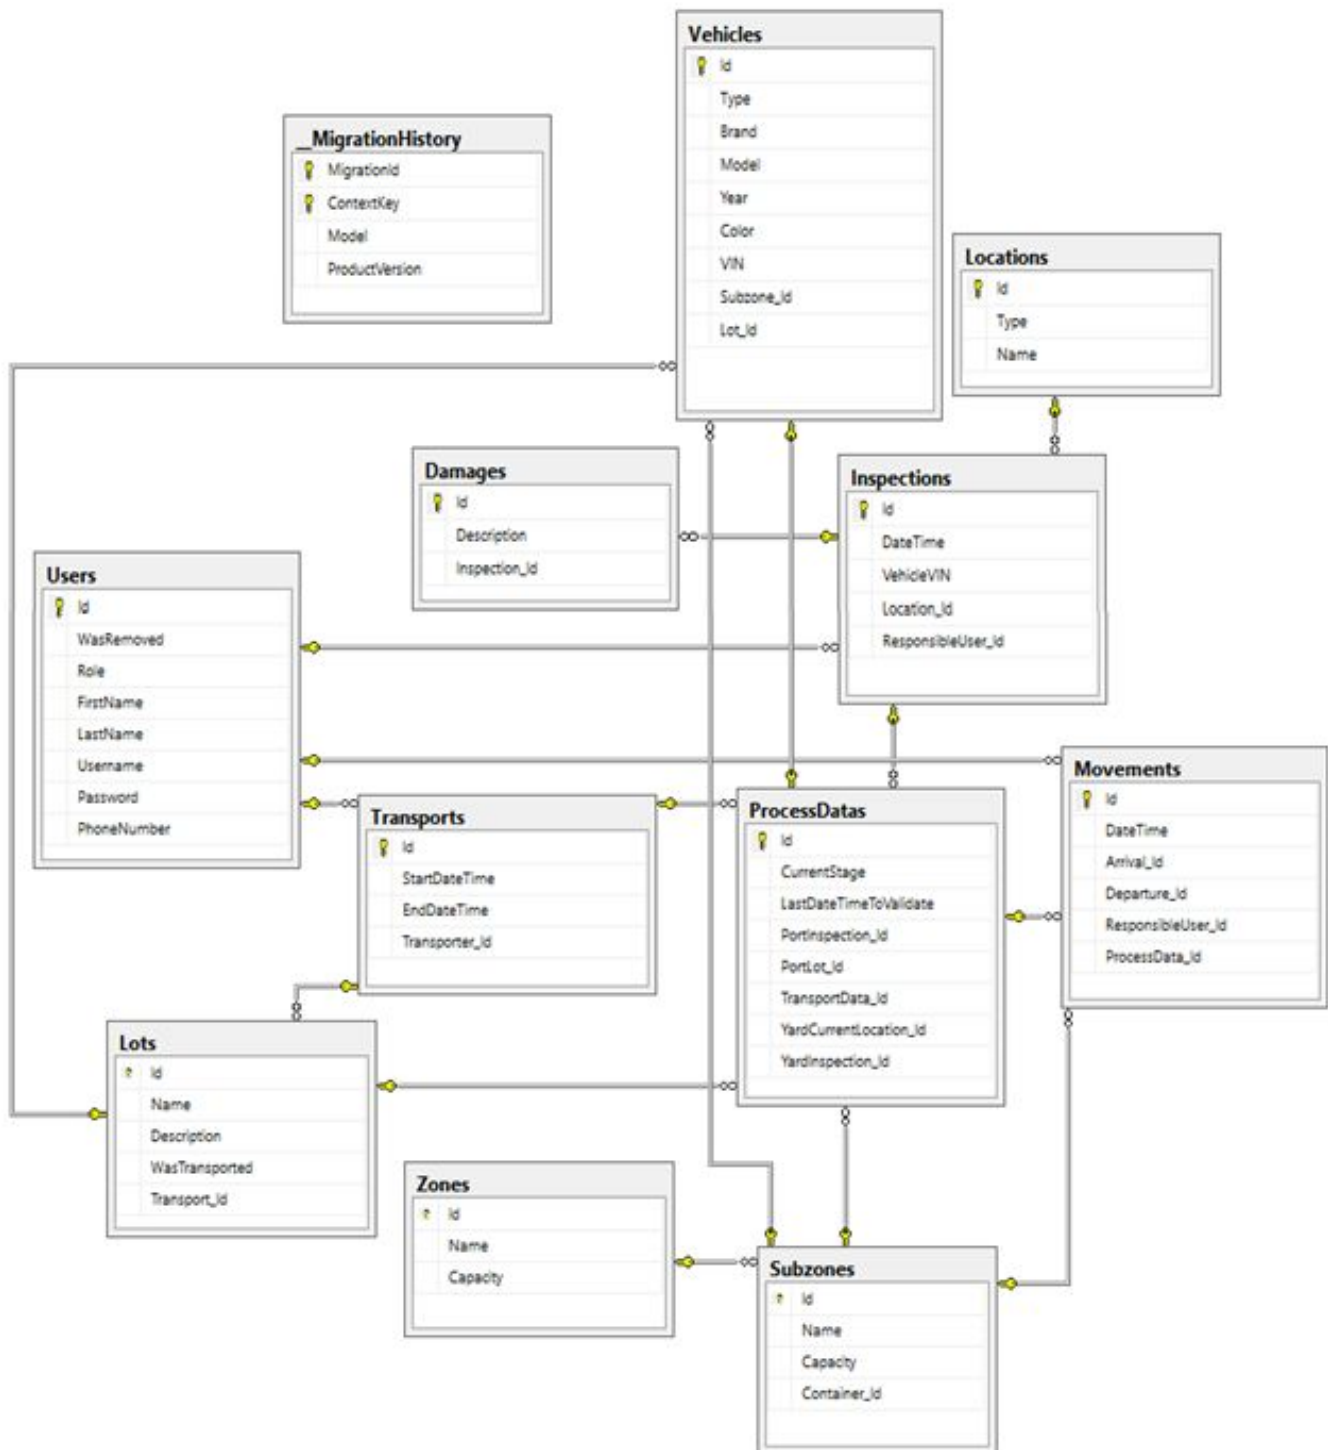 Vehicles
Id
Type
Brand
Model
Year
Color
VIN
Subzone_Id
Lot_Id
__MigrationHistory
MigrationId
ContextKey
Model
ProductVersion
Locations
Id
Type
Name
Damages
Id
Description
Inspection_Id
Inspections
Id
DateTime
VehicleVIN
Location_Id
ResponsibleUser_Id
Users
Id
WasRemoved
Role
FirstName
LastName
Username
Password
PhoneNumber
Transports
Id
StartDateTime
EndDateTime
Transporter_Id
ProcessDatas
Id
CurrentStage
LastDateTimeToValidate
PortInspection_Id
PortLot_Id
TransportData_Id
YardCurrentLocation_Id
YardInspection_Id
Movements
Id
DateTime
Arrival_Id
Departure_Id
ResponsibleUser_Id
ProcessData_Id
Lots
Id
Name
Description
WasTransported
Transport_Id
Zones
Id
Name
Capacity
Subzones
Id
Name
Capacity
Container_Id